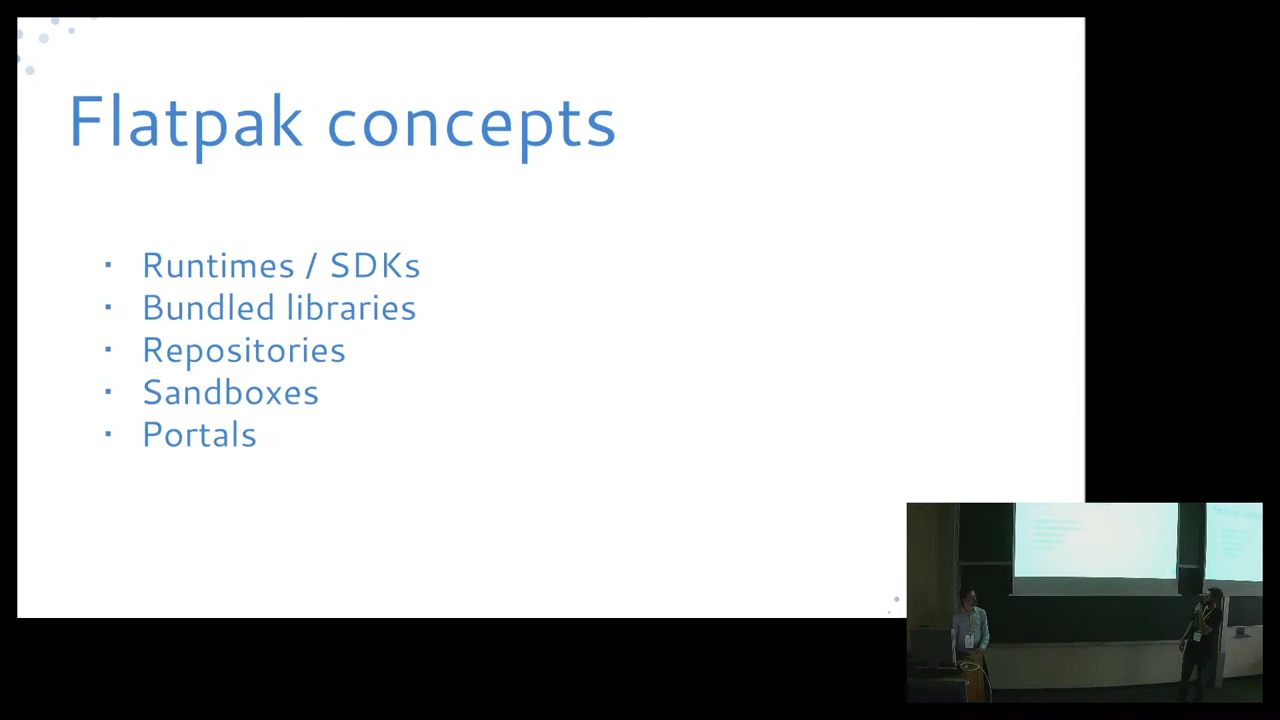 Flatpak concepts
▪ Runtimes / SDKs
▪ Bundled libraries
▪ Repositories
▪ Sandboxes
▪ Portals